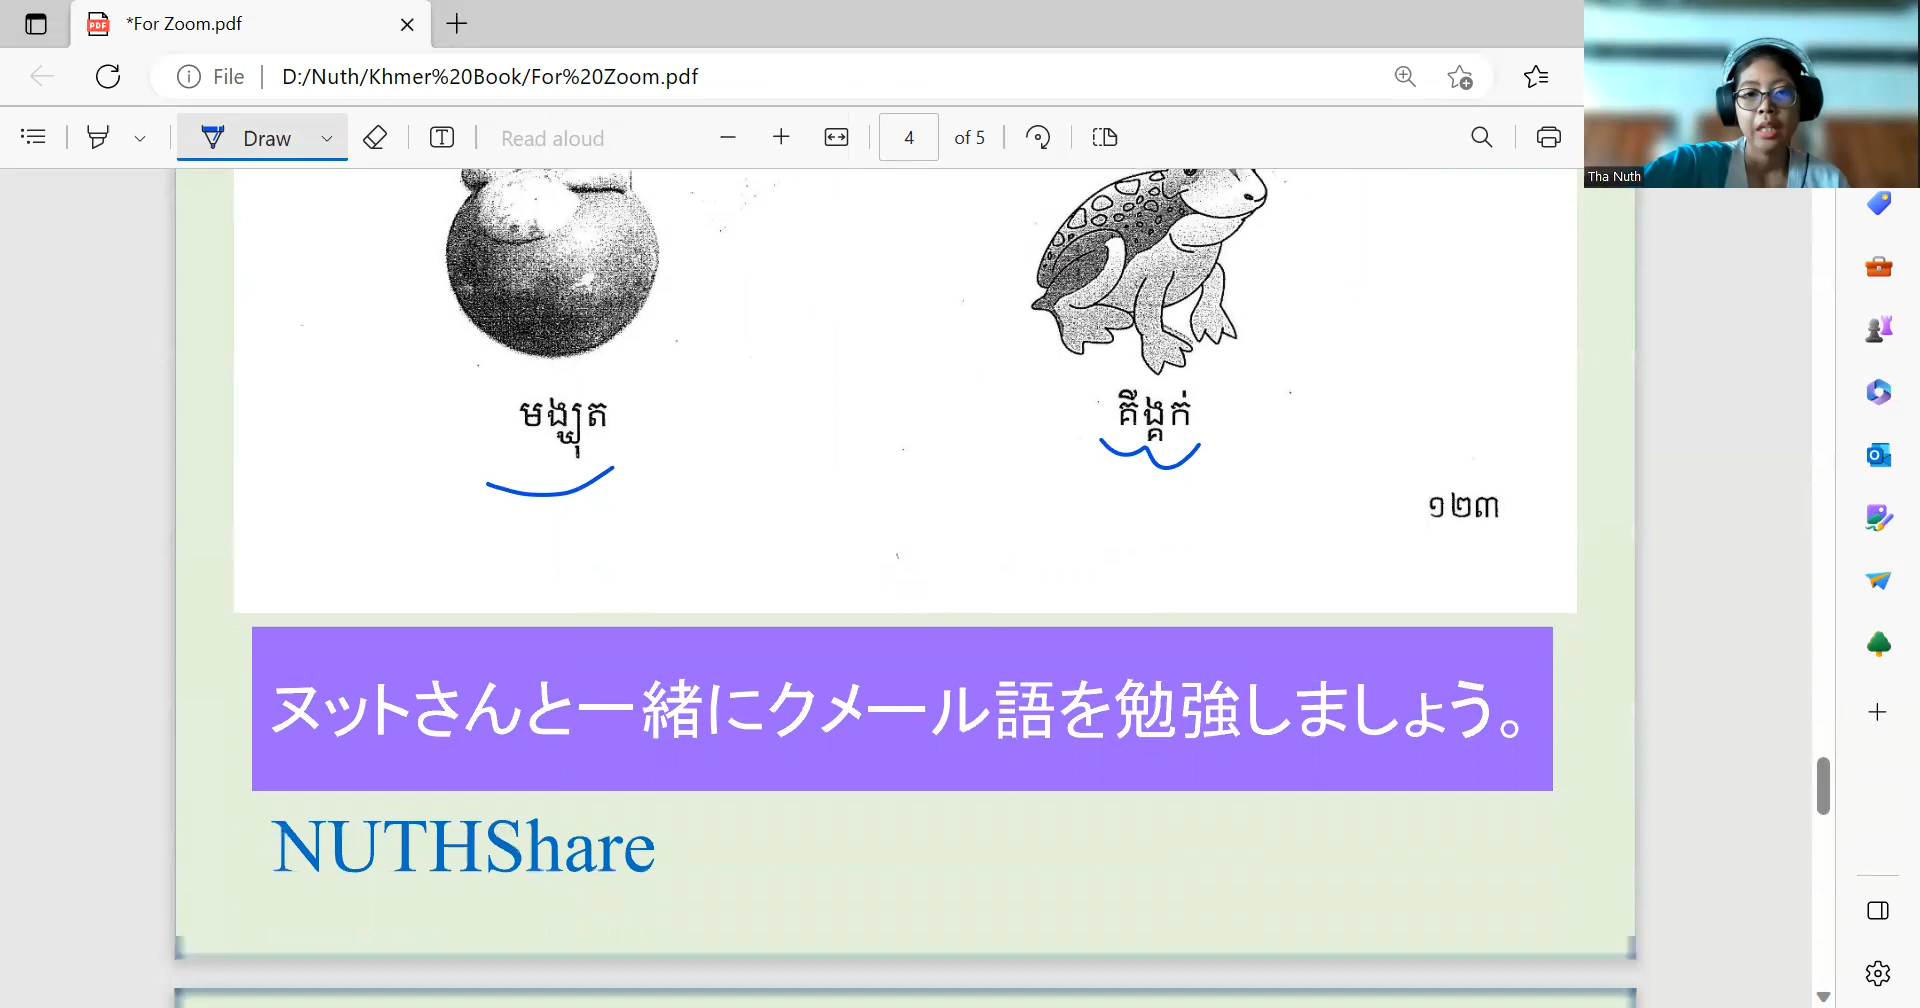 *For Zoom.pdf
File
D:/Nuth/Khmer%20Book/For%20Zoom.pdf
Draw
Read aloud
4
of 5
Tha Nuth
មង្ឃុត
គីង្គក់
១២៣
ヌットさんと一緒にクメール語を勉強しましょう。
NUTHShare